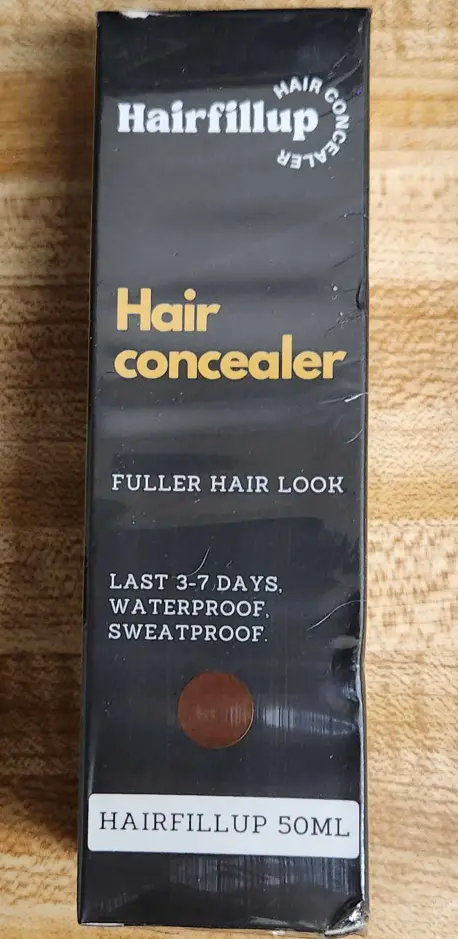 Hairfillup
HAIR CONCEALER
Hair
concealer
FULLER HAIR LOOK
LAST 3-7 DAYS,
WATERPROOF,
SWEATPROOF.
HAIRFILLUP 50ML